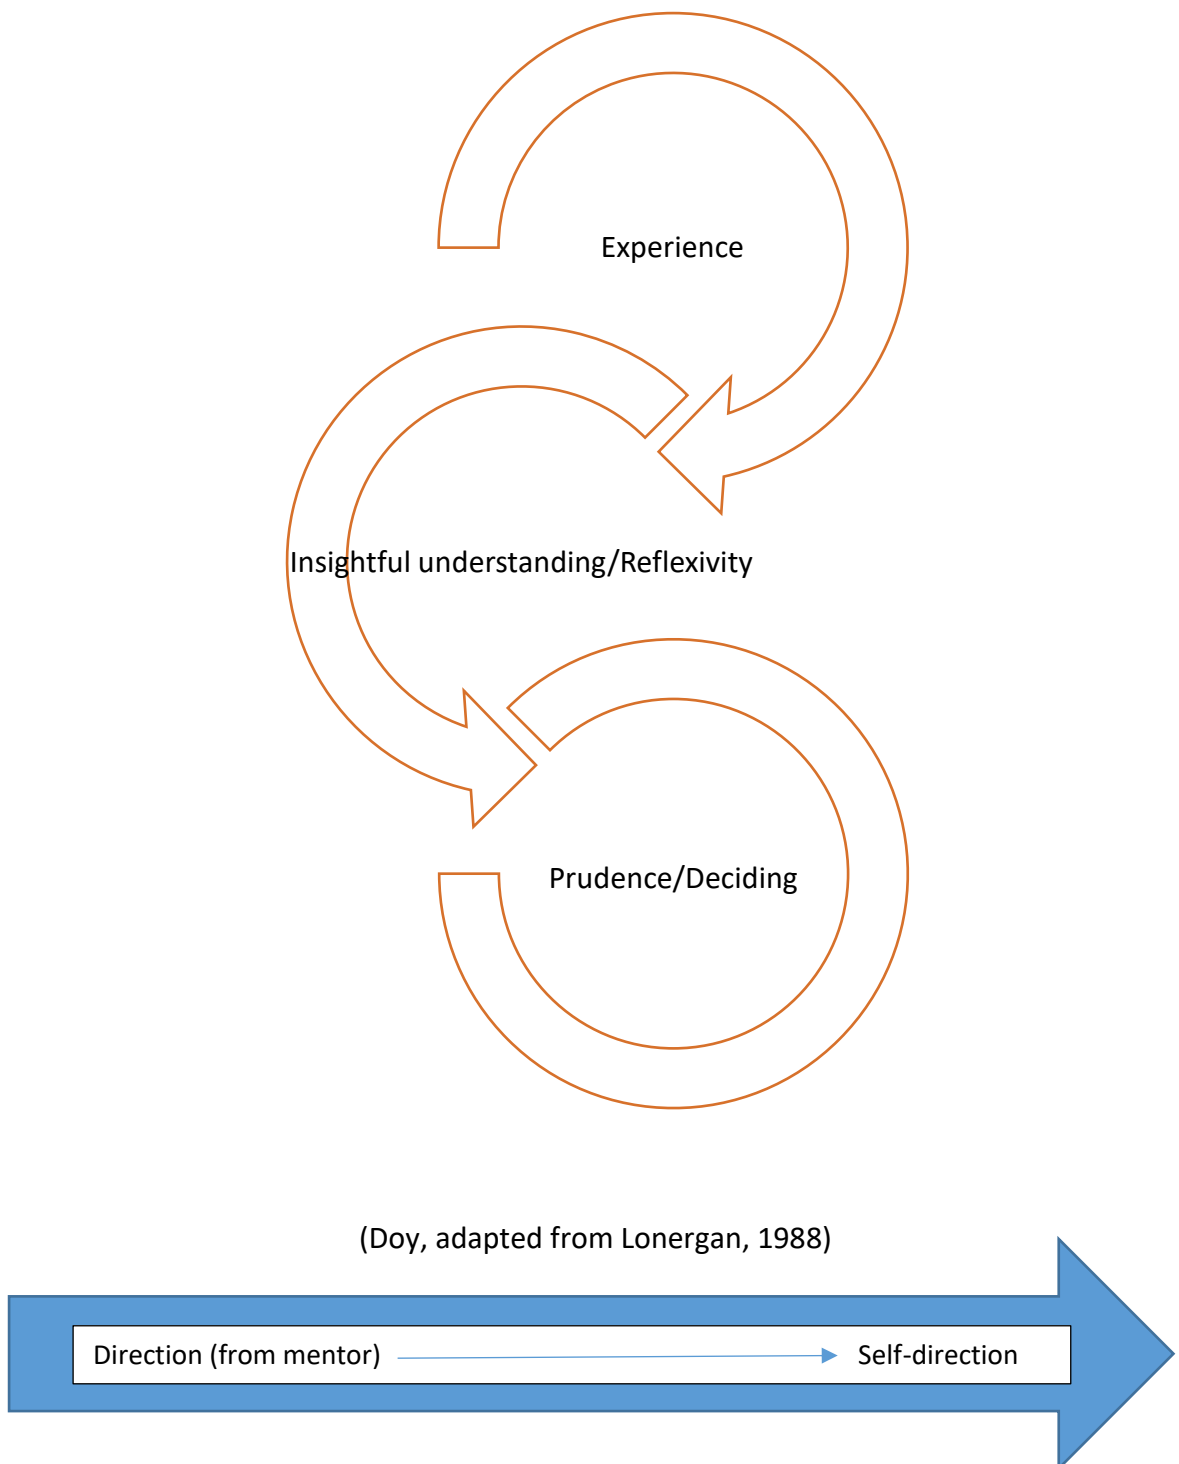 Experience
Insightful understanding/Reflexivity
Prudence/Deciding
(Doy, adapted from Lonergan, 1988)
Direction (from mentor) Self-direction